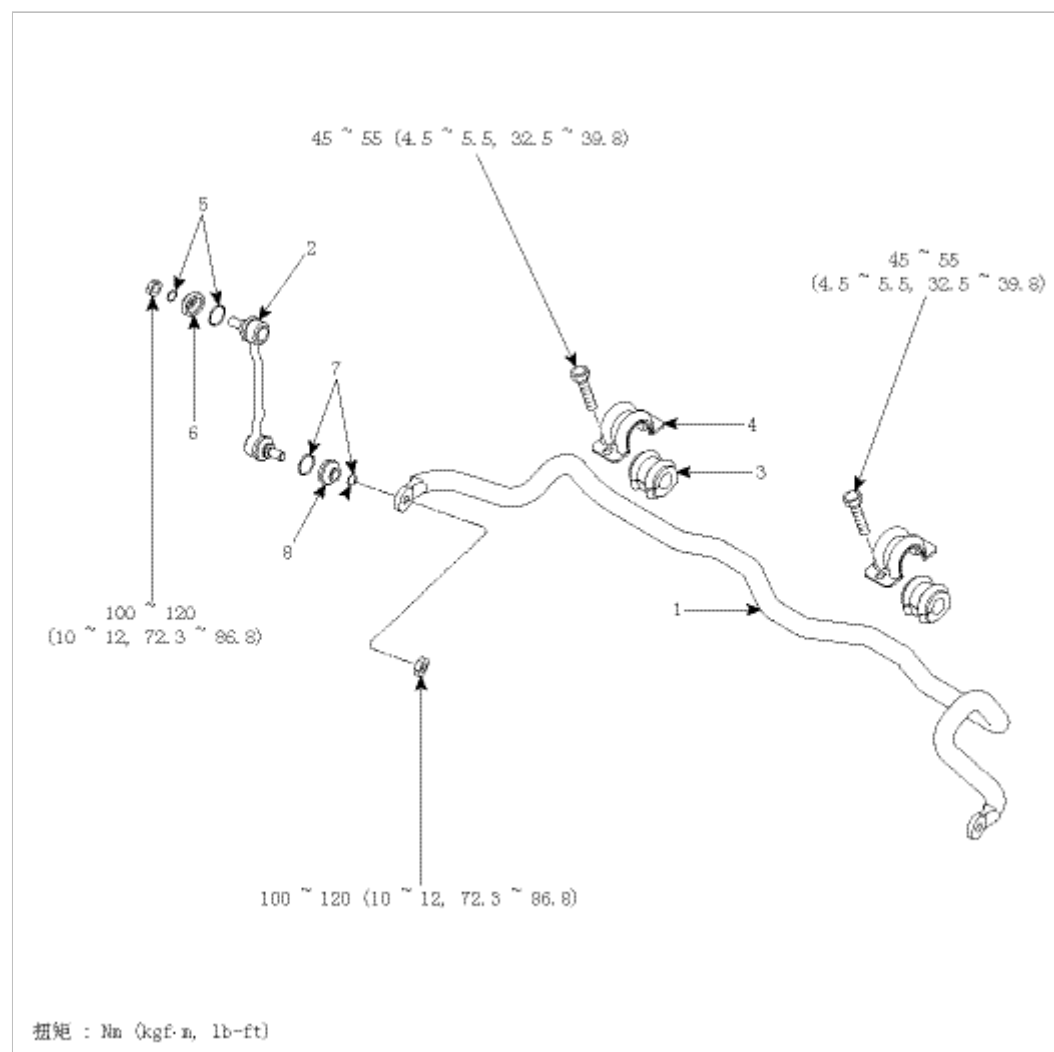 45 ~ 55 (4.5 ~ 5.5, 32.5 ~ 39.8)
5
2
45 ~ 55
(4.5 ~ 5.5, 32.5 ~ 39.8)
7
6
4
3
8
1
100 ~ 120
(10 ~ 12, 72.3 ~ 86.8)
100 ~ 120 (10 ~ 12, 72.3 ~ 86.8)
扭矩 : Nm (kgf·m, lb-ft)